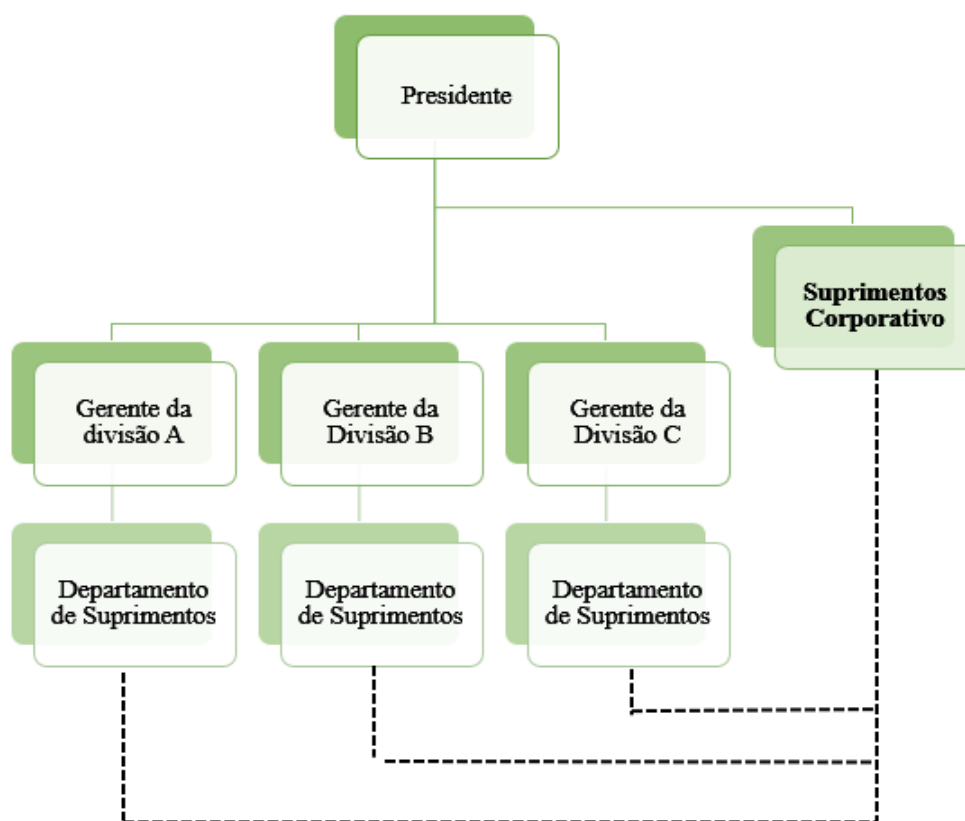 Presidente
Suprimentos
Corporativo
Gerente da
divisão A
Gerente da
Divisão B
Gerente da
Divisão C
Departamento
de Suprimentos
Departamento
de Suprimentos
Departamento
de Suprimentos